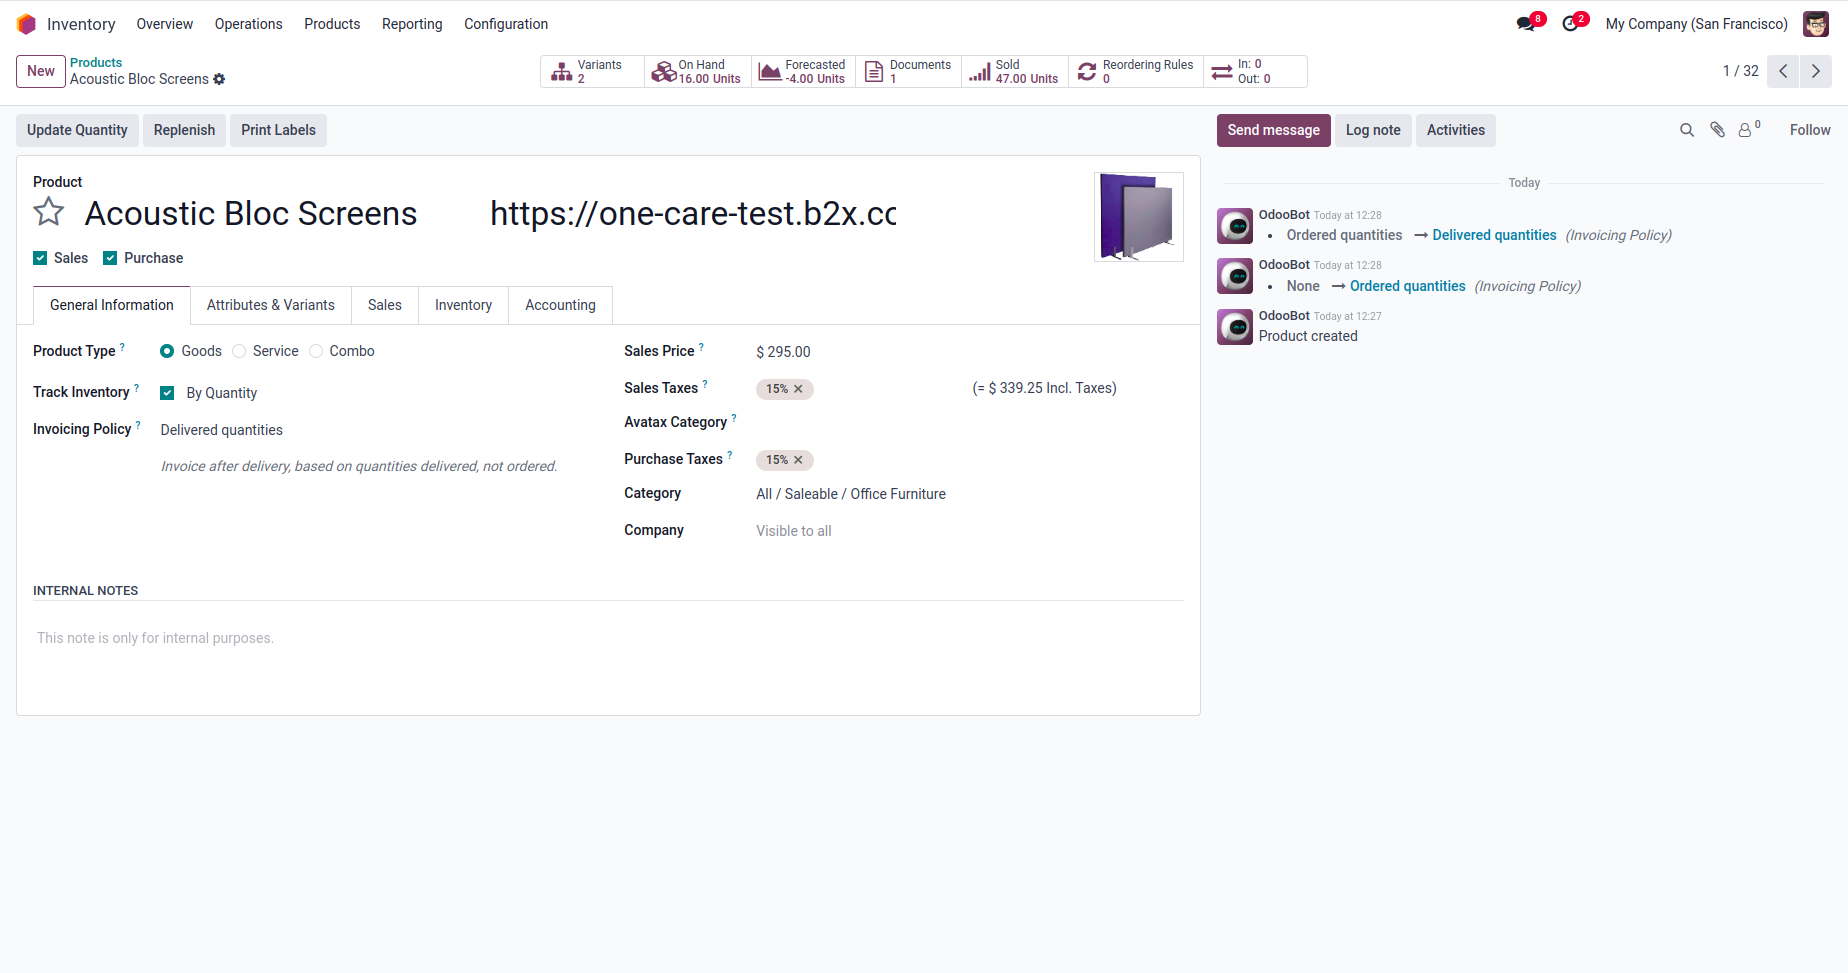 Inventory Overview Operations Products Reporting Configuration 8 2 My Company (San Francisco)
New Products
Acoustic Bloc Screens
Variants 2
On Hand 16.00 Units
Forecasted -4.00 Units
Documents 1
Sold 47.00 Units
Reordering Rules 0
In: 0
Out: 0
1 / 32
Update Quantity Replenish Print Labels
Product
Acoustic Bloc Screens https://one-care-test.b2x.cc
Sales Purchase
General Information Attributes & Variants Sales Inventory Accounting
Product Type ? Goods Service Combo
Track Inventory ? By Quantity
Invoicing Policy ? Delivered quantities
Invoice after delivery, based on quantities delivered, not ordered.
Sales Price ? $ 295.00
Sales Taxes ? 15% × (= $ 339.25 Incl. Taxes)
Avatax Category ?
Purchase Taxes ? 15% ×
Category All / Saleable / Office Furniture
Company Visible to all
INTERNAL NOTES
This note is only for internal purposes.
Send message Log note Activities 0 Follow
Today
OdooBot Today at 12:28
• Ordered quantities → Delivered quantities (Invoicing Policy)
OdooBot Today at 12:28
• None → Ordered quantities (Invoicing Policy)
OdooBot Today at 12:27
Product created